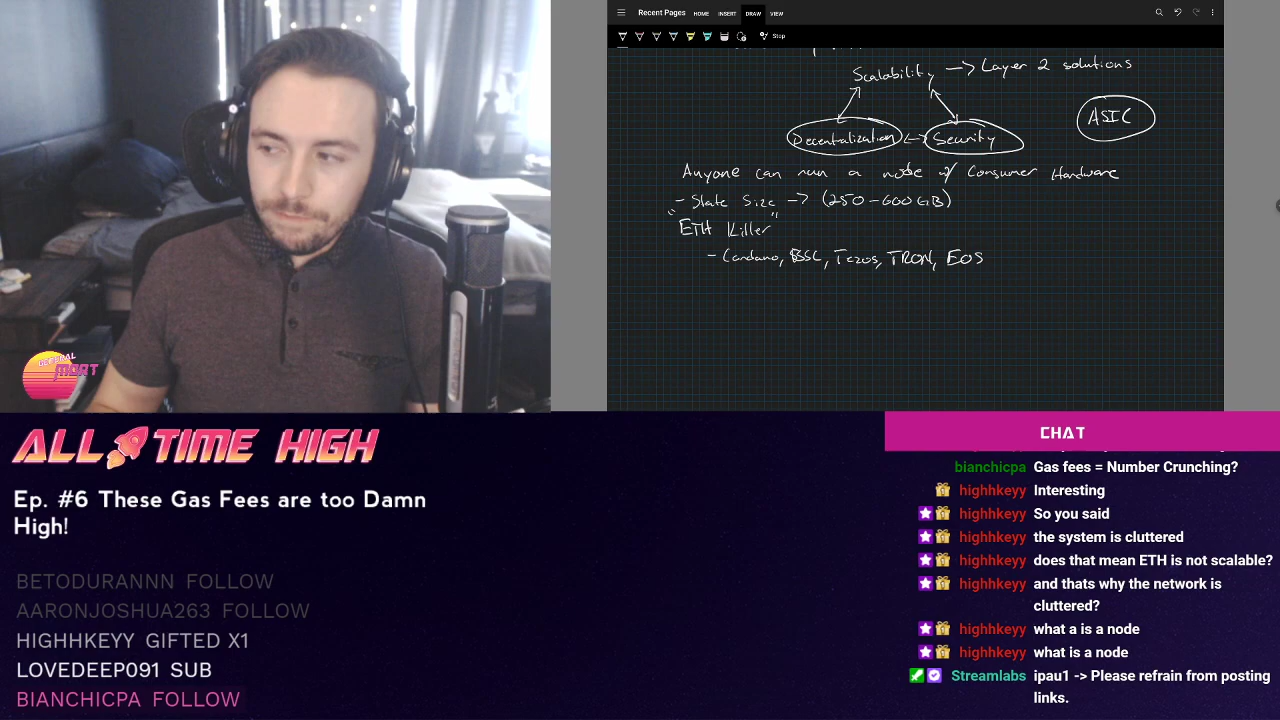 Recent Pages HOME INSERT DRAW VIEW
Stop
Scalability -> Layer 2 solutions
ASIC
Decentralization <-> Security
Anyone can run a node w/ Consumer Hardware
- State Size -> (250-600 GB)
"ETH Killer"
- Cardano, BSC, Tezos, TRON, EOS
ETERNAL
MORT
ALL TIME HIGH
Ep. #6 These Gas Fees are too Damn
High!
BETODURANNN FOLLOW
AARONJOSHUA263 FOLLOW
HIGHHKEYY GIFTED X1
LOVEDEEP091 SUB
BIANCHICPA FOLLOW
CHAT
bianchicpa Gas fees = Number Crunching?
highhkeyy Interesting
highhkeyy So you said
highhkeyy the system is cluttered
highhkeyy does that mean ETH is not scalable?
highhkeyy and thats why the network is
cluttered?
highhkeyy what a is a node
highhkeyy what is a node
Streamlabs ipau1 -> Please refrain from posting
links.